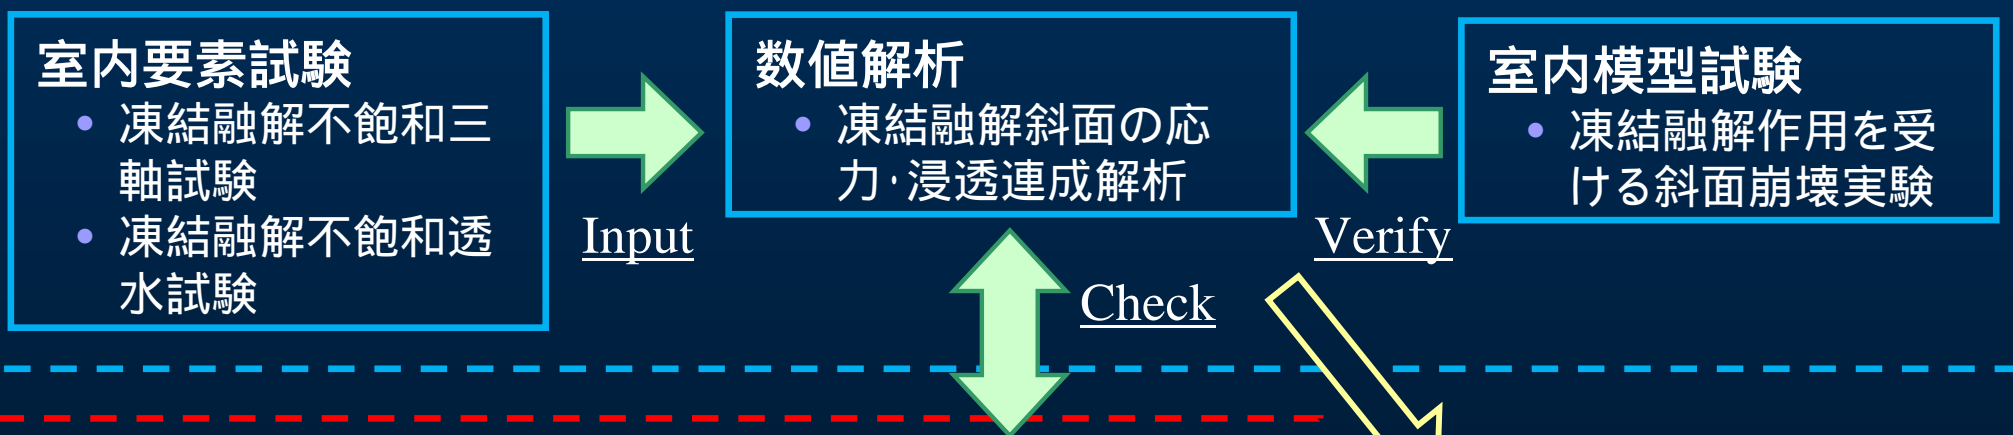 室内要素試験
• 凍結融解不飽和三
軸試験
• 凍結融解不飽和透
水試験
Input
数値解析
• 凍結融解斜面の応
力・浸透連成解析
Check
Verify
室内模型試験
• 凍結融解作用を受
ける斜面崩壊実験